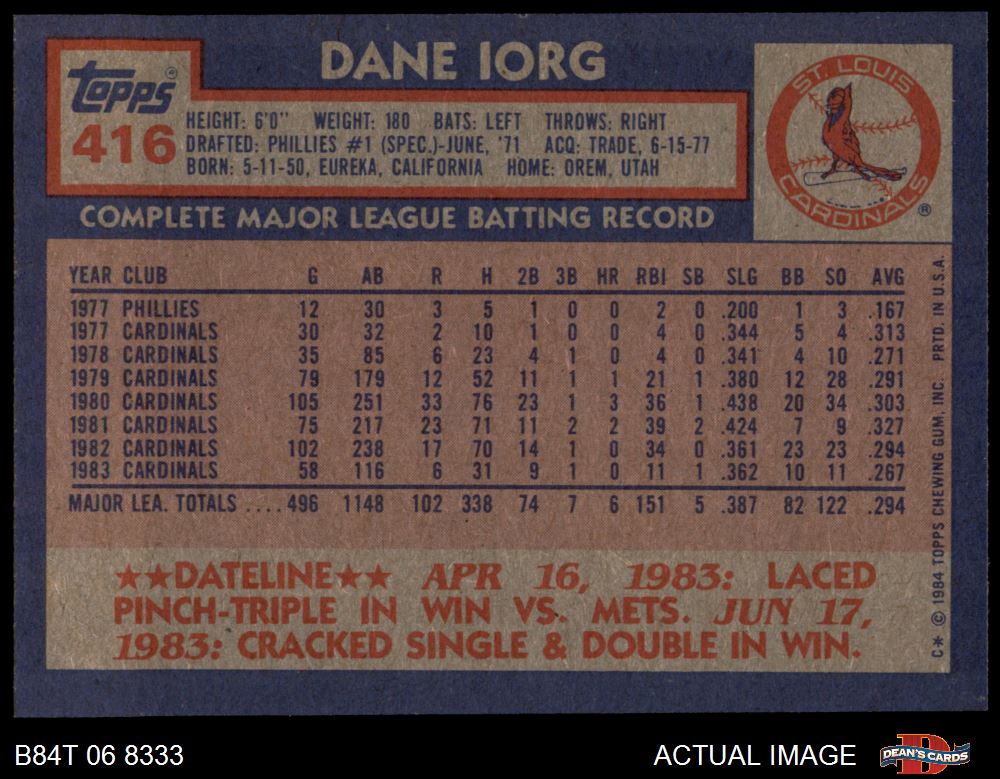 DANE IORG
topps®
416
HEIGHT: 6'0" WEIGHT: 180 BATS: LEFT THROWS: RIGHT
DRAFTED: PHILLIES #1 (SPEC.)-JUNE, '71 ACQ: TRADE, 6-15-77
BORN: 5-11-50, EUREKA, CALIFORNIA HOME: OREM, UTAH
ST. LOUIS
CARDINALS ®
COMPLETE MAJOR LEAGUE BATTING RECORD
YEAR CLUB G AB R H 2B 3B HR RBI SB SLG BB SO AVG
1977 PHILLIES 12 30 3 5 1 0 0 2 0 .200 1 3 .167
1977 CARDINALS 30 32 2 10 1 0 0 4 0 .344 5 4 .313
1978 CARDINALS 35 85 6 23 4 1 0 4 0 .341 4 10 .271
1979 CARDINALS 79 179 12 52 11 1 1 21 1 .380 12 28 .291
1980 CARDINALS 105 251 33 76 23 1 3 36 1 .438 20 34 .303
1981 CARDINALS 75 217 23 71 11 2 2 39 2 .424 7 9 .327
1982 CARDINALS 102 238 17 70 14 1 0 34 0 .361 23 23 .294
1983 CARDINALS 58 116 6 31 9 1 0 11 1 .362 10 11 .267
MAJOR LEA. TOTALS .... 496 1148 102 338 74 7 6 151 5 .387 82 122 .294
★★DATELINE★★ APR 16, 1983: LACED
PINCH-TRIPLE IN WIN VS. METS. JUN 17,
1983: CRACKED SINGLE & DOUBLE IN WIN.
C* © 1984 TOPPS CHEWING GUM, INC. PRTD. IN U.S.A.
B84T 06 8333
ACTUAL IMAGE
DEAN'S CARDS